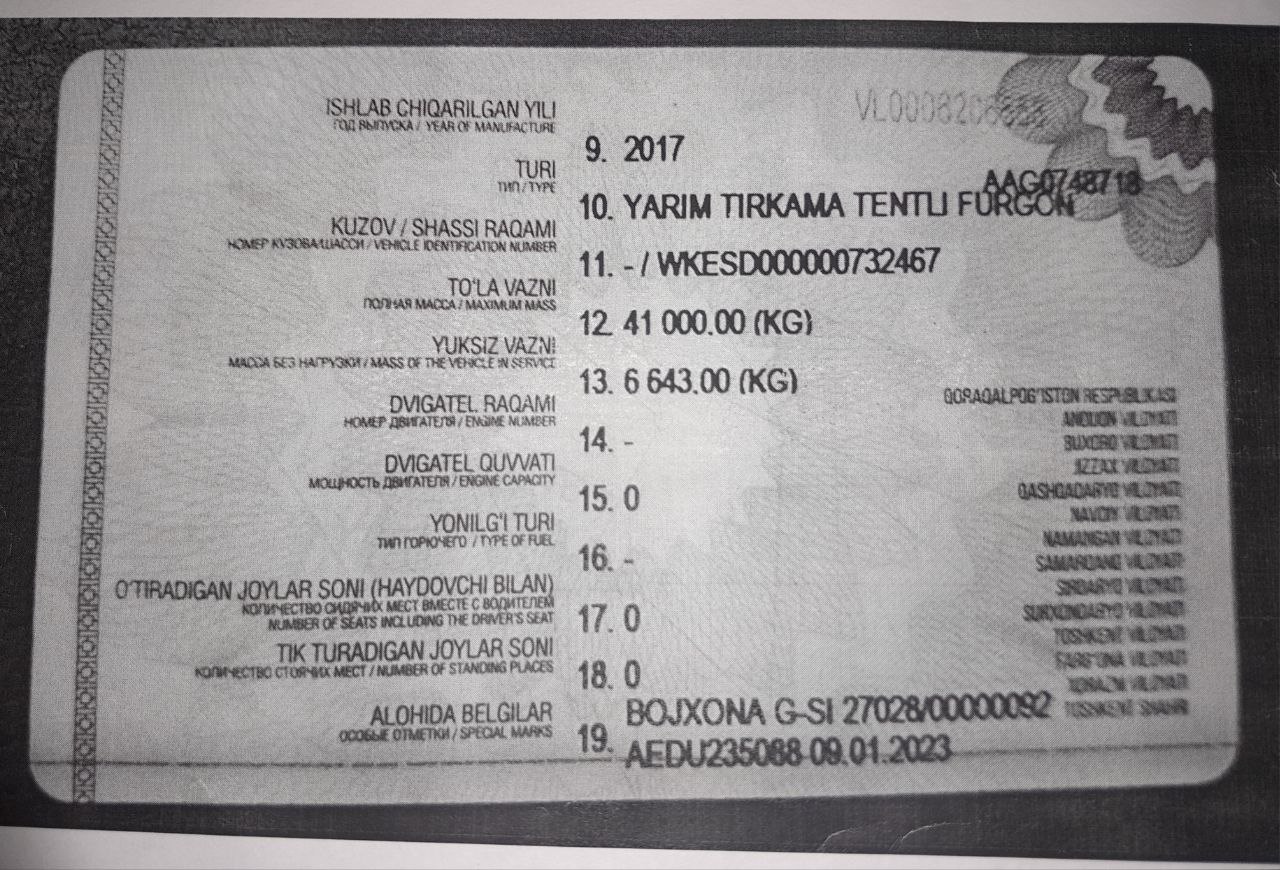 ISHLAB CHIQARILGAN YILI
ГОД ВЫПУСКА / YEAR OF MANUFACTURE
9. 2017
TURI
ТИП / TYPE
AAG0748718
10. YARIM TIRKAMA TENTLI FURGON
KUZOV / SHASSI RAQAMI
НОМЕР КУЗОВА/ШАССИ / VEHICLE IDENTIFICATION NUMBER
11. - / WKESD000000732467
TO'LA VAZNI
ПОЛНАЯ МАССА / MAXIMUM MASS
12. 41 000.00 (KG)
YUKSIZ VAZNI
МАССА БЕЗ НАГРУЗКИ / MASS OF THE VEHICLE IN SERVICE
13. 6 643.00 (KG)
DVIGATEL RAQAMI
НОМЕР ДВИГАТЕЛЯ / ENGINE NUMBER
14. -
DVIGATEL QUVVATI
МОЩНОСТЬ ДВИГАТЕЛЯ / ENGINE CAPACITY
15. 0
YONILG'I TURI
ТИП ГОРЮЧЕГО / TYPE OF FUEL
16. -
O'TIRADIGAN JOYLAR SONI (HAYDOVCHI BILAN)
КОЛИЧЕСТВО СИДЯЧИХ МЕСТ ВМЕСТЕ С ВОДИТЕЛЕМ
NUMBER OF SEATS INCLUDING THE DRIVER'S SEAT
17. 0
TIK TURADIGAN JOYLAR SONI
КОЛИЧЕСТВО СТОЯЧИХ МЕСТ / NUMBER OF STANDING PLACES
18. 0
ALOHIDA BELGILAR
ОСОБЫЕ ОТМЕТКИ / SPECIAL MARKS
19. BOJXONA G-SI 27028/00000092
AEDU235088 09.01.2023
QORAQALPOG'ISTON RESPUBLIKASI
ANDIJON VILOYATI
BUXORO VILOYATI
JIZZAX VILOYATI
QASHQADARYO VILOYATI
NAVOIY VILOYATI
NAMANGAN VILOYATI
SAMARQAND VILOYATI
SIRDARYO VILOYATI
SURXONDARYO VILOYATI
TOSHKENT VILOYATI
FARG'ONA VILOYATI
XORAZM VILOYATI
TOSHKENT SHAHRI